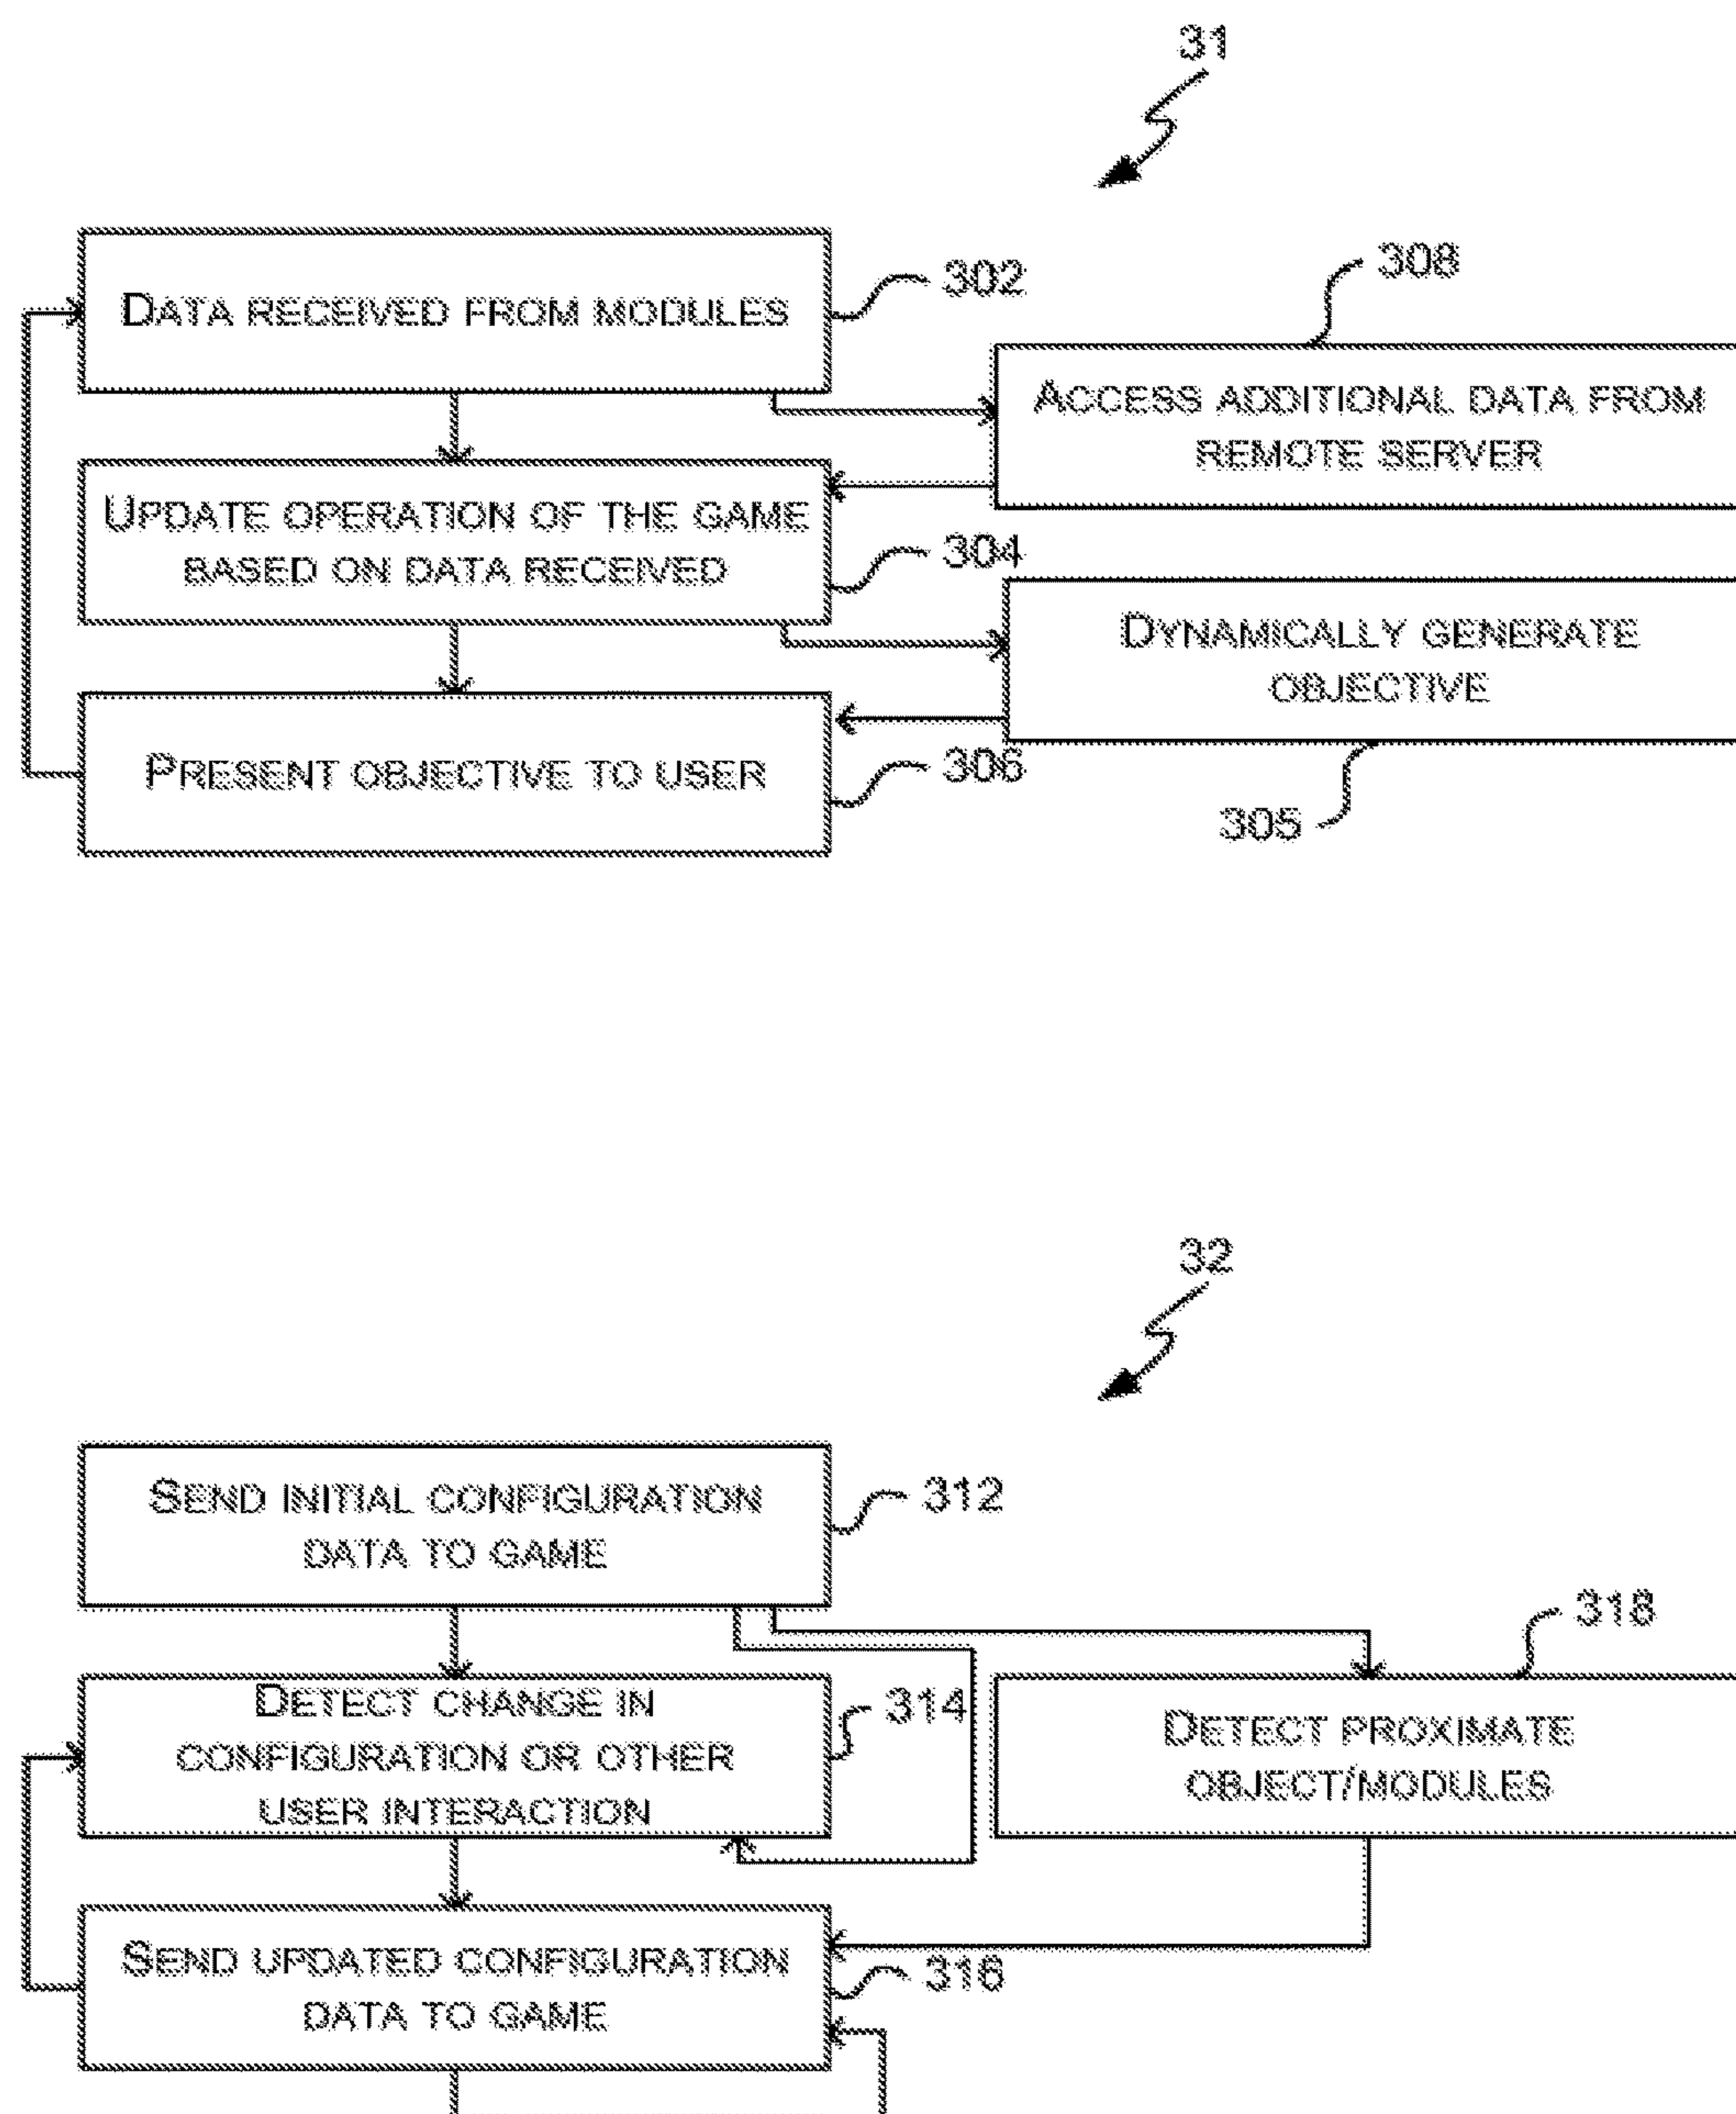 31
DATA RECEIVED FROM MODULES
302
308
ACCESS ADDITIONAL DATA FROM
REMOTE SERVER
UPDATE OPERATION OF THE GAME
BASED ON DATA RECEIVED
304
DYNAMICALLY GENERATE
OBJECTIVE
PRESENT OBJECTIVE TO USER
306
305
32
SEND INITIAL CONFIGURATION
DATA TO GAME
312
318
DETECT CHANGE IN
CONFIGURATION OR OTHER
USER INTERACTION
314
DETECT PROXIMATE
OBJECT/MODULES
SEND UPDATED CONFIGURATION
DATA TO GAME
316